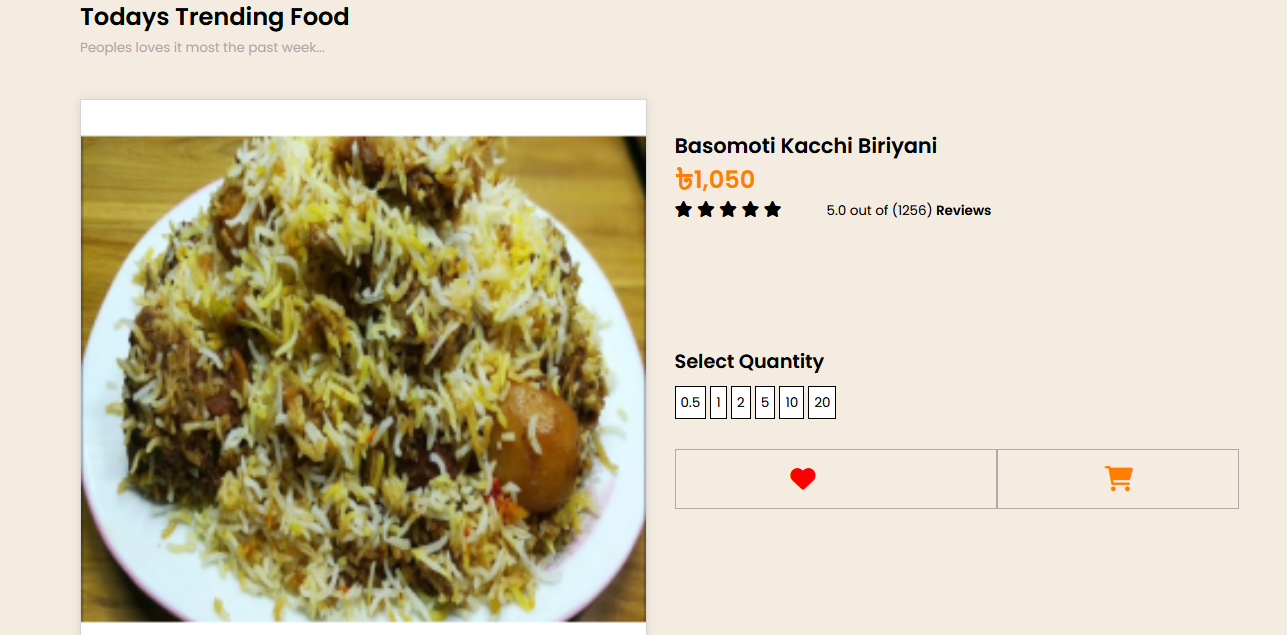 Todays Trending Food
Peoples loves it most the past week...
Basomoti Kacchi Biriyani
৳1,050
5.0 out of (1256) Reviews
Select Quantity
0.5 1 2 5 10 20